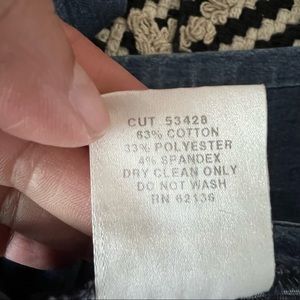 CUT 53428
63% COTTON
33% POLYESTER
4% SPANDEX
DRY CLEAN ONLY
DO NOT WASH
RN 62136